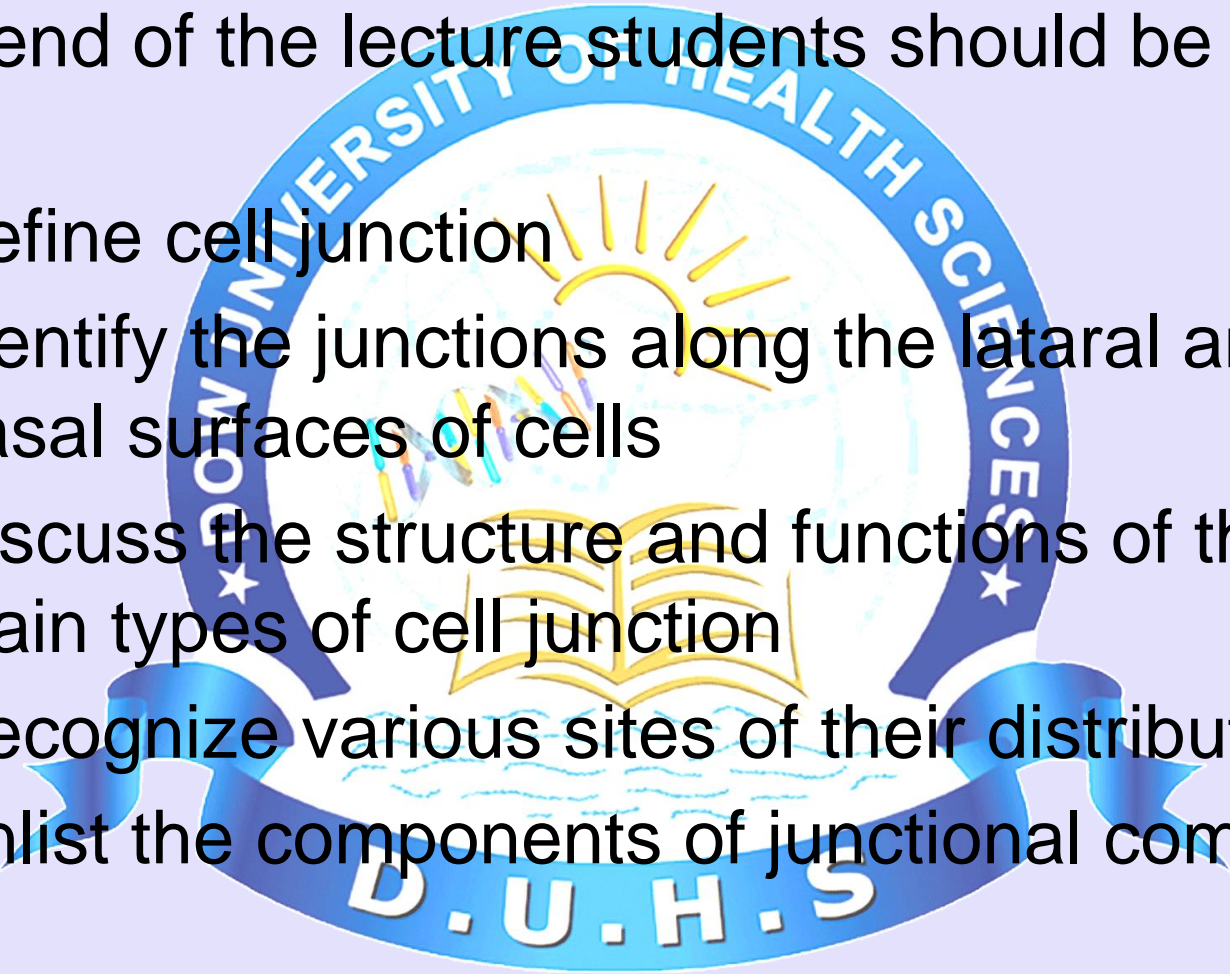 end of the lecture students should be
efine cell junction
entify the junctions along the lataral a
asal surfaces of cells
iscuss the structure and functions of th
ain types of cell junction
ecognize various sites of their distribu
nlist the components of junctional com
DOW UNIVERSITY OF HEALTH SCIENCES
D.U.H.S